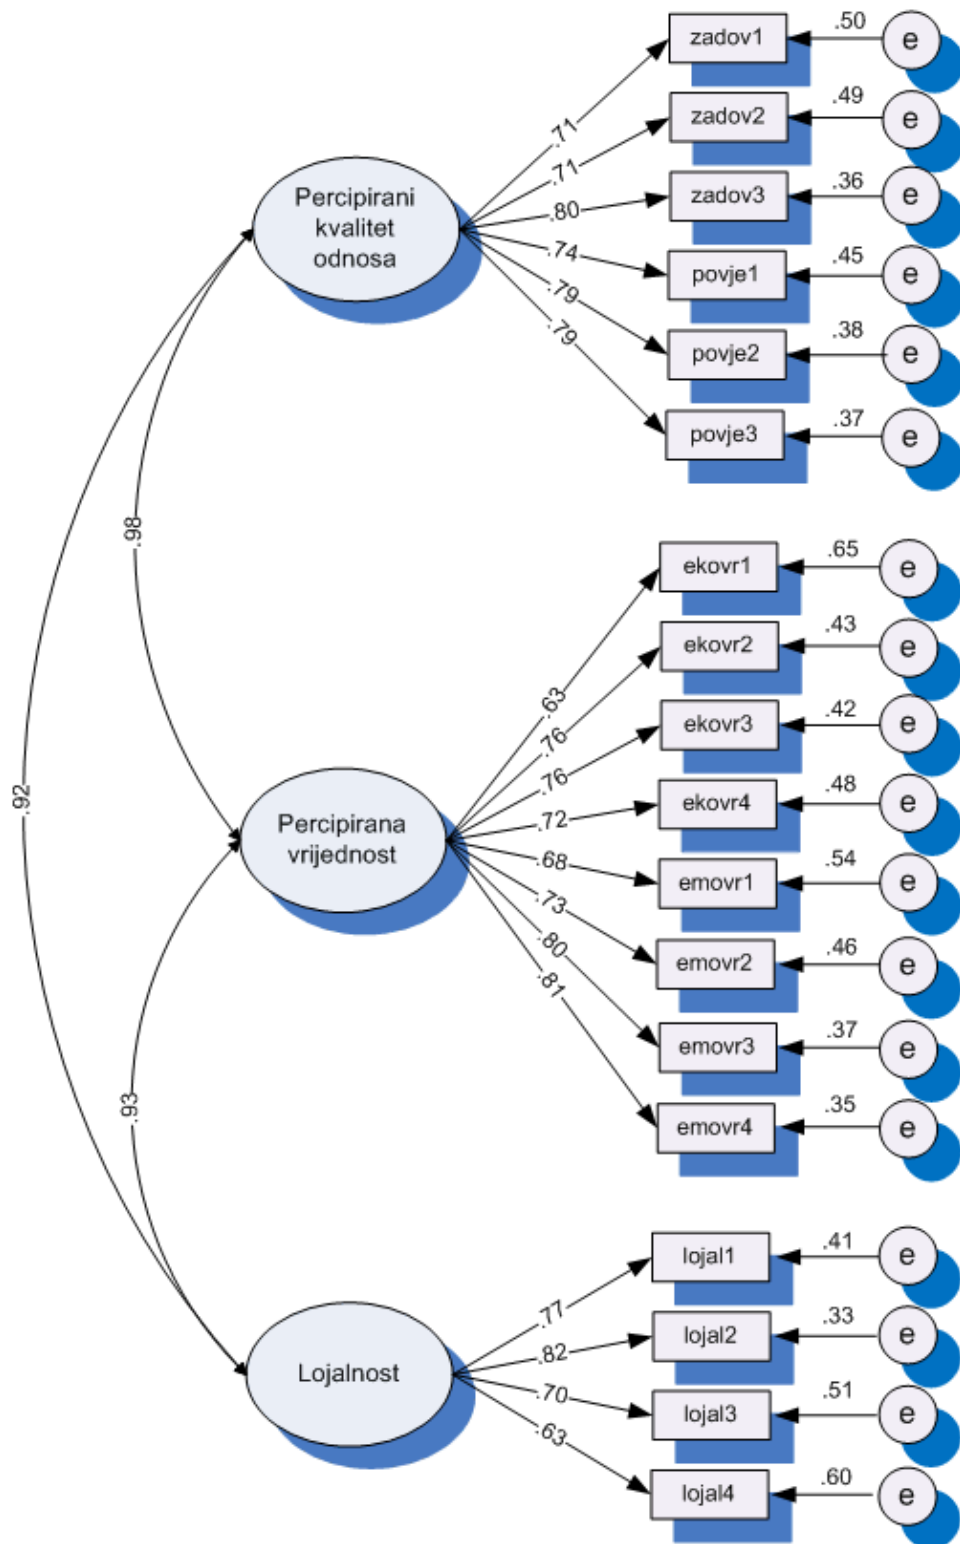 .50
zadov1
e
.49
zadov2
e
.71
.71
.36
zadov3
e
.80
Percipirani
kvalitet
odnosa
.74
.45
povje1
e
.79
.38
povje2
e
.79
.37
povje3
e
.98
.65
ekovr1
e
.43
ekovr2
e
.63
.76
.42
ekovr3
e
.76
.92
.48
ekovr4
e
.72
Percipirana
vrijednost
.68
.54
emovr1
e
.73
.46
emovr2
e
.80
.81
.37
emovr3
e
.93
.35
emovr4
e
.41
lojal1
e
.77
.33
lojal2
e
.82
Lojalnost
.70
.51
lojal3
e
.63
.60
lojal4
e